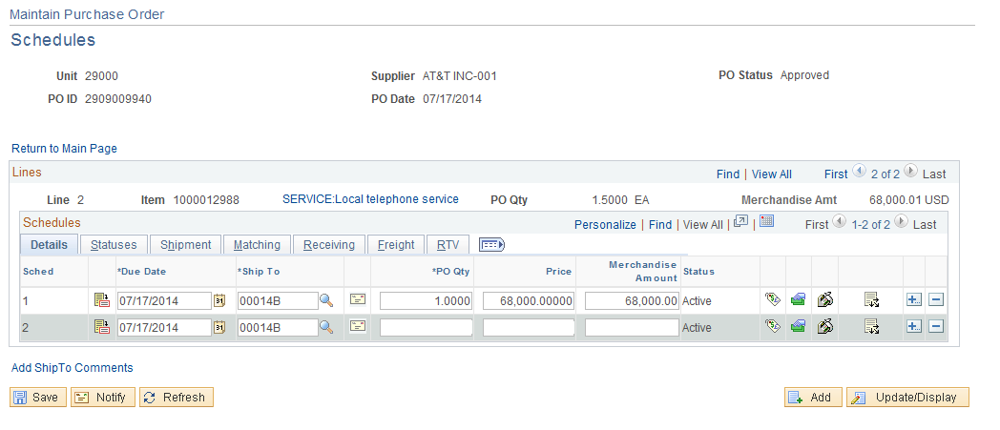 Maintain Purchase Order
Schedules
Unit 29000 Supplier AT&T INC-001 PO Status Approved
PO ID 2909009940 PO Date 07/17/2014
Return to Main Page
Lines Find | View All First 2 of 2 Last
Line 2 Item 1000012988 SERVICE:Local telephone service PO Qty 1.5000 EA Merchandise Amt 68,000.01 USD
Schedules Personalize | Find | View All | | First 1-2 of 2 Last
Details Statuses Shipment Matching Receiving Freight RTV
Sched *Due Date *Ship To *PO Qty Price Merchandise Amount Status
1 07/17/2014 31 00014B 1.0000 68,000.00000 68,000.00 Active
2 07/17/2014 31 00014B Active
Add ShipTo Comments
Save Notify Refresh Add Update/Display